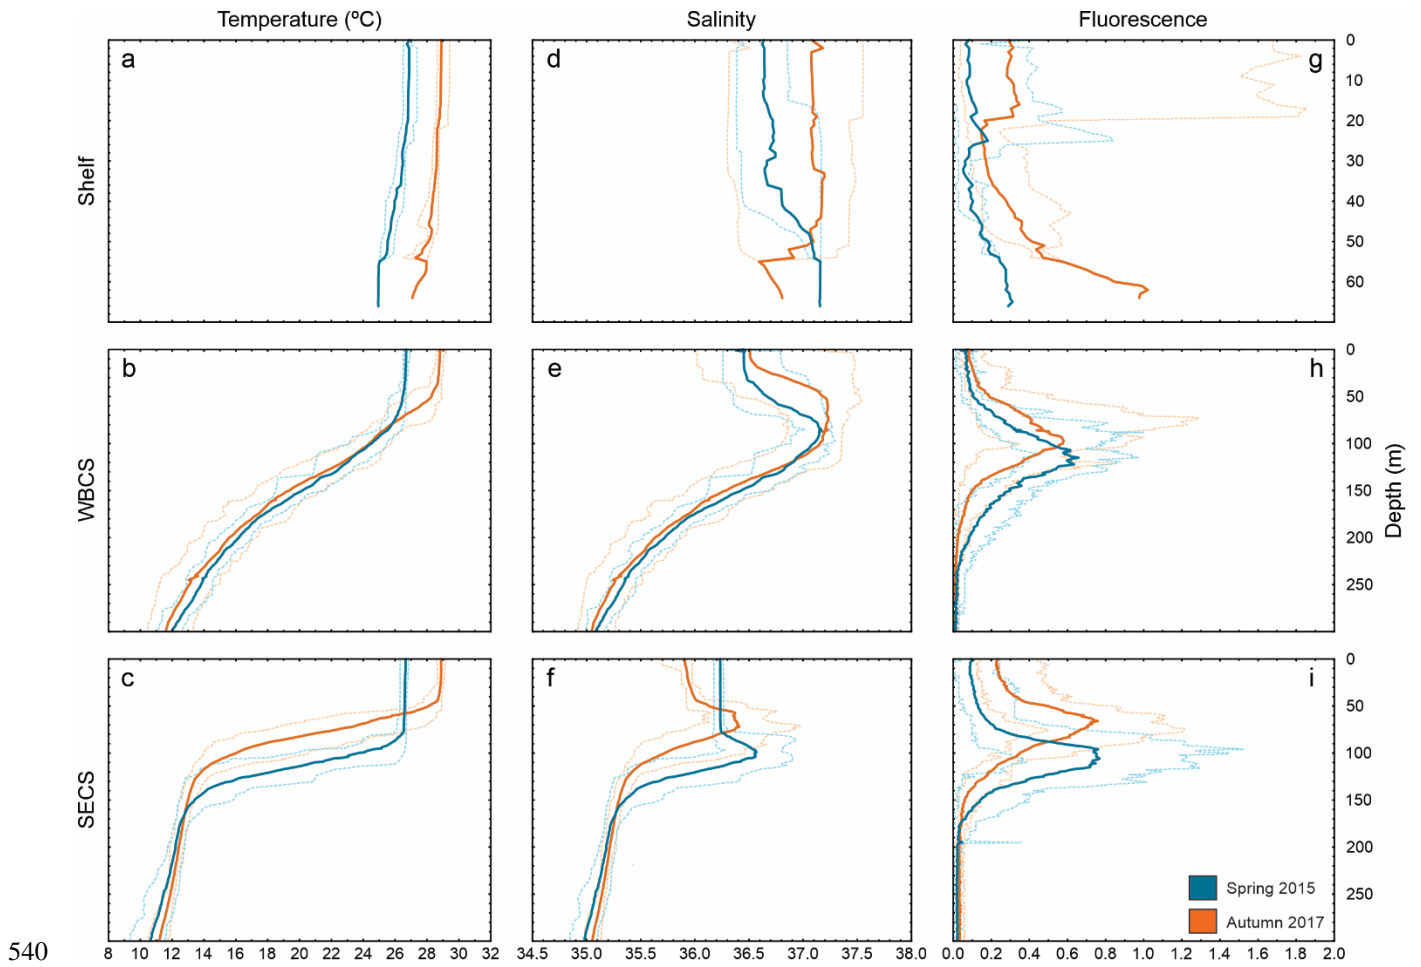 Temperature (ºC) Salinity Fluorescence
a d g
0
10
20
30
40
50
60
Shelf
b e h
0
50
100
150
200
250
WBCS
Depth (m)
c f i
0
50
100
150
200
250
SECS
Spring 2015
Autumn 2017
540
8 10 12 14 16 18 20 22 24 26 28 30 32 34.5 35.0 35.5 36.0 36.5 37.0 37.5 38.0 0.0 0.2 0.4 0.6 0.8 1.0 1.2 1.4 1.6 1.8 2.0